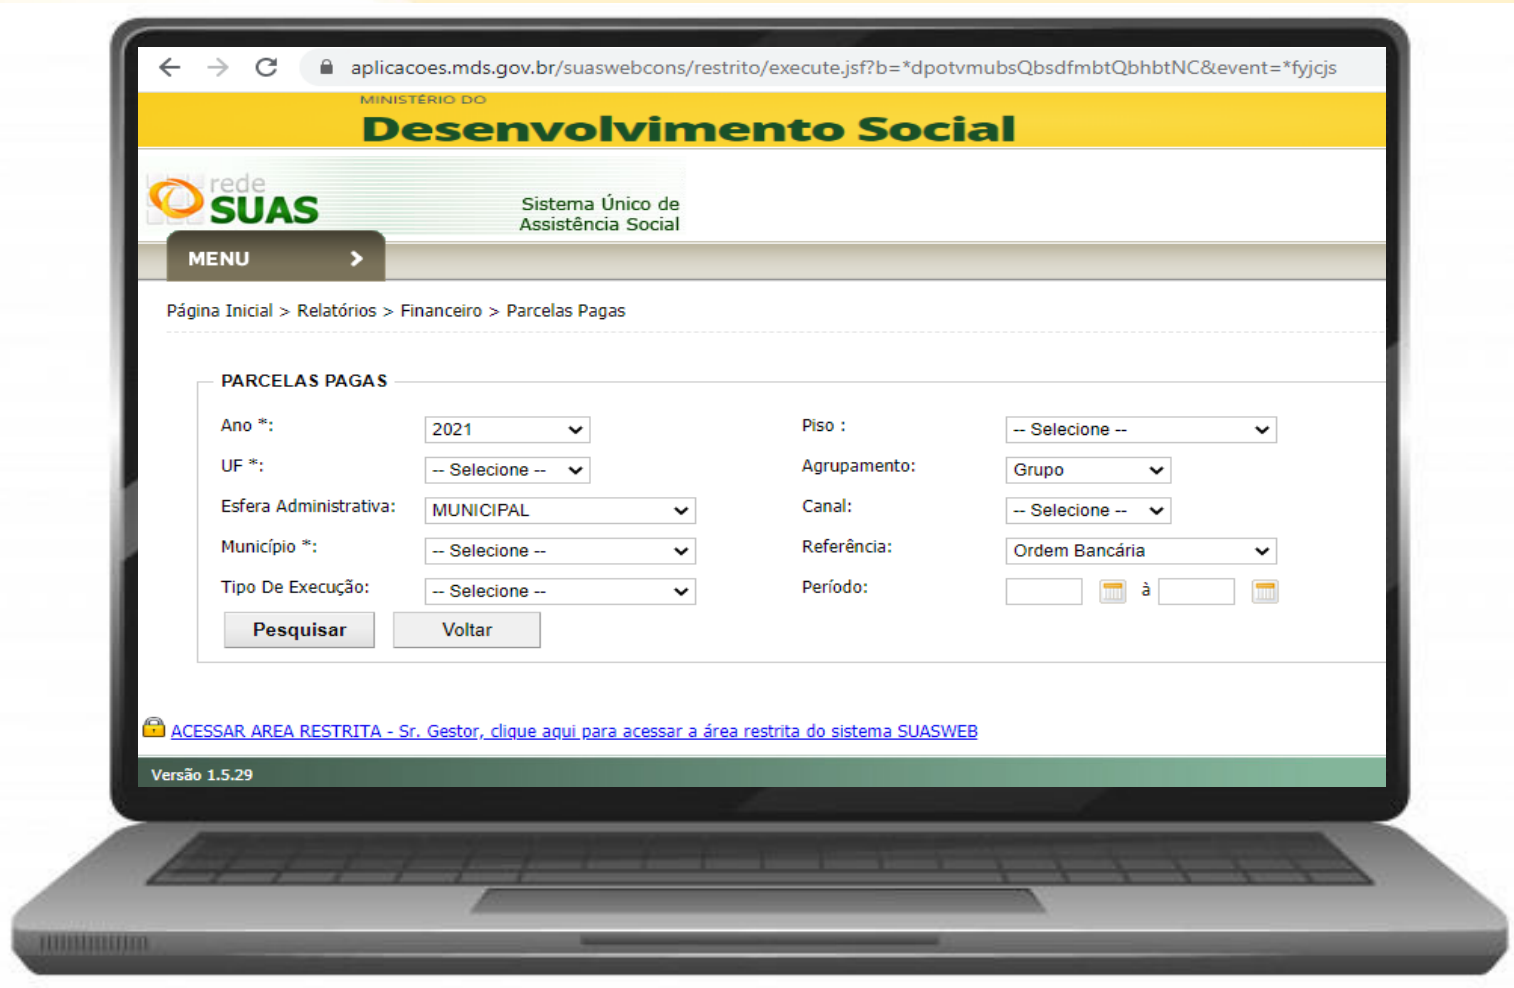 aplicacoes.mds.gov.br/suaswebcons/restrito/execute.jsf?b=*dpotvmubsQbsdfmbtQbhbtNC&event=*fyjcjs
MINISTÉRIO DO
Desenvolvimento Social
rede
SUAS
Sistema Único de
Assistência Social
MENU
Página Inicial > Relatórios > Financeiro > Parcelas Pagas
PARCELAS PAGAS
Ano *: 2021 Piso : -- Selecione --
UF *: -- Selecione -- Agrupamento: Grupo
Esfera Administrativa: MUNICIPAL Canal: -- Selecione --
Município *: -- Selecione -- Referência: Ordem Bancária
Tipo De Execução: -- Selecione -- Período: à
Pesquisar Voltar
ACESSAR AREA RESTRITA - Sr. Gestor, clique aqui para acessar a área restrita do sistema SUASWEB
Versão 1.5.29